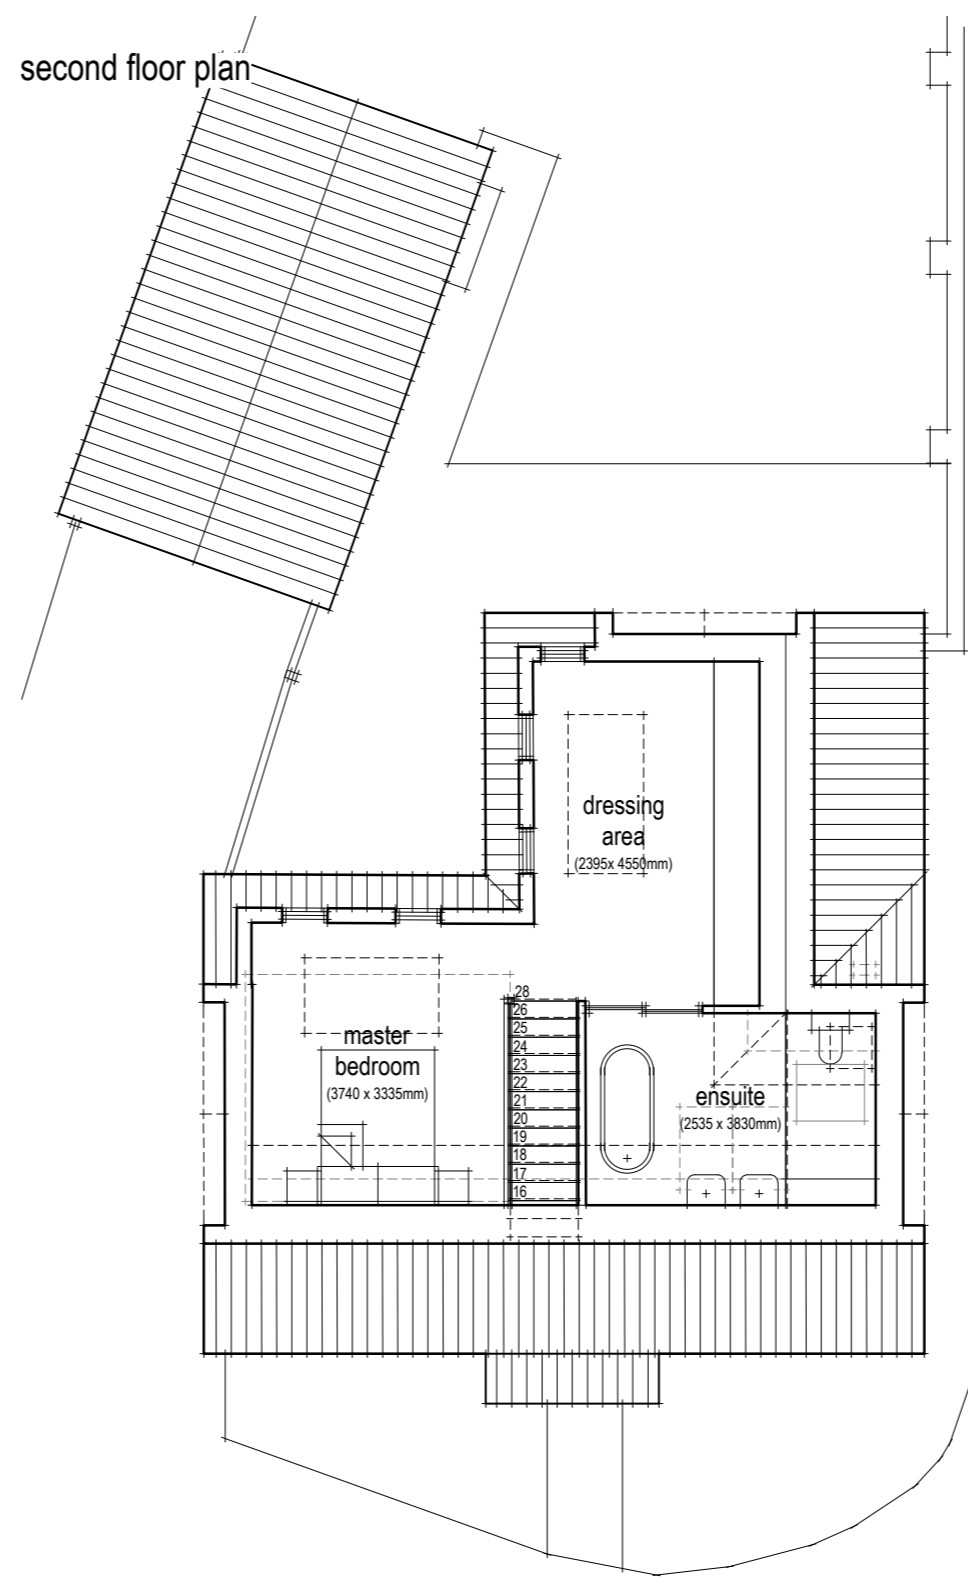 second floor plan
dressing
area
(2395x 4550mm)
28
26
25
24
23
22
21
20
19
18
17
16
master
bedroom
(3740 x 3335mm)
ensuite
(2535 x 3830mm)